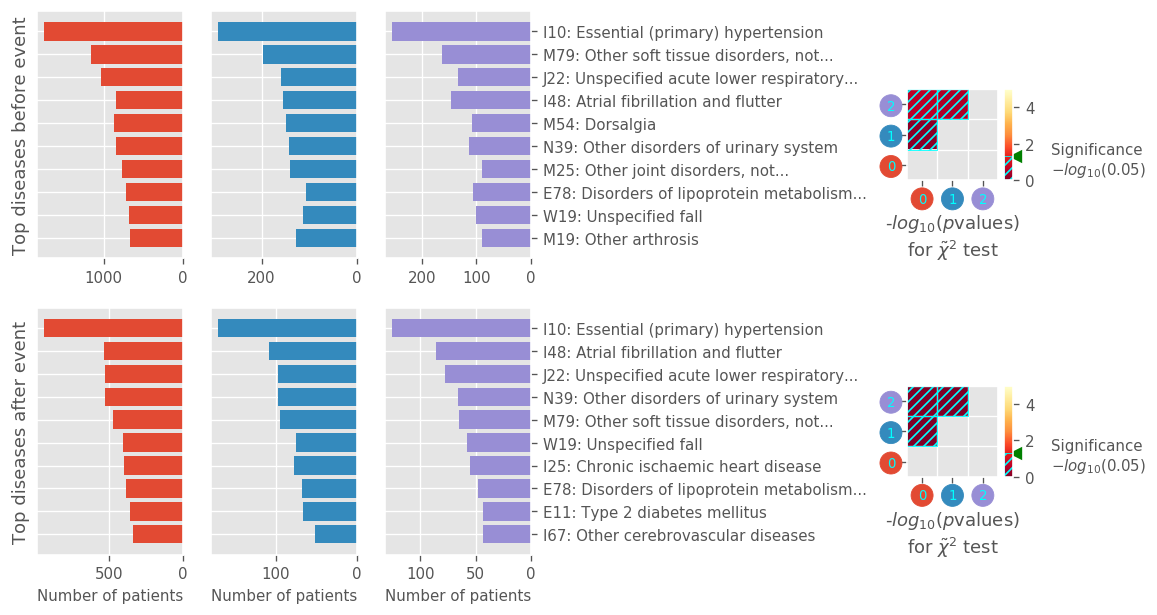 Top diseases before event
I10: Essential (primary) hypertension
M79: Other soft tissue disorders, not...
J22: Unspecified acute lower respiratory...
I48: Atrial fibrillation and flutter
M54: Dorsalgia
N39: Other disorders of urinary system
M25: Other joint disorders, not...
E78: Disorders of lipoprotein metabolism...
W19: Unspecified fall
M19: Other arthrosis
1000 0
200 0
200 100 0
2
1
0
0 1 2
-log₁₀(pvalues)
for χ̃² test
4
2
0
Significance
−log₁₀(0.05)
Top diseases after event
I10: Essential (primary) hypertension
I48: Atrial fibrillation and flutter
J22: Unspecified acute lower respiratory...
N39: Other disorders of urinary system
M79: Other soft tissue disorders, not...
W19: Unspecified fall
I25: Chronic ischaemic heart disease
E78: Disorders of lipoprotein metabolism...
E11: Type 2 diabetes mellitus
I67: Other cerebrovascular diseases
500 0
100 0
100 50 0
Number of patients
Number of patients
Number of patients
2
1
0
0 1 2
-log₁₀(pvalues)
for χ̃² test
4
2
0
Significance
−log₁₀(0.05)